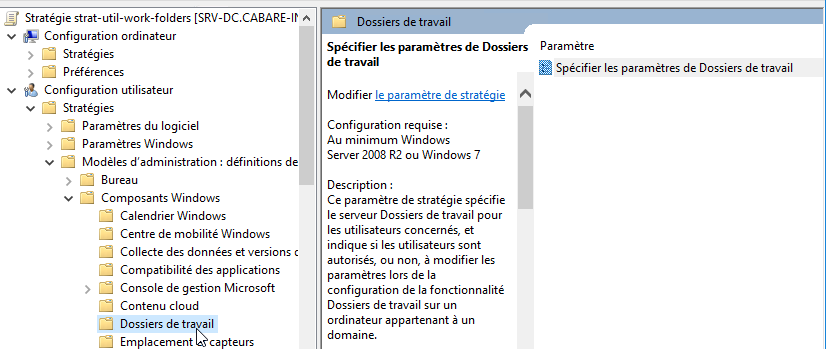 Stratégie strat-util-work-folders [SRV-DC.CABARE-IN
Configuration ordinateur
Stratégies
Préférences
Configuration utilisateur
Stratégies
Paramètres du logiciel
Paramètres Windows
Modèles d'administration : définitions de
Bureau
Composants Windows
Calendrier Windows
Centre de mobilité Windows
Collecte des données et versions d
Compatibilité des applications
Console de gestion Microsoft
Contenu cloud
Dossiers de travail
Emplacement capteurs
Dossiers de travail
Spécifier les paramètres de Dossiers
de travail
Modifier le paramètre de stratégie
Configuration requise :
Au minimum Windows
Server 2008 R2 ou Windows 7
Description :
Ce paramètre de stratégie spécifie
le serveur Dossiers de travail pour
les utilisateurs concernés, et
indique si les utilisateurs sont
autorisés, ou non, à modifier les
paramètres lors de la
configuration de la fonctionnalité
Dossiers de travail sur un
ordinateur appartenant à un
domaine.
Paramètre
Spécifier les paramètres de Dossiers de travail